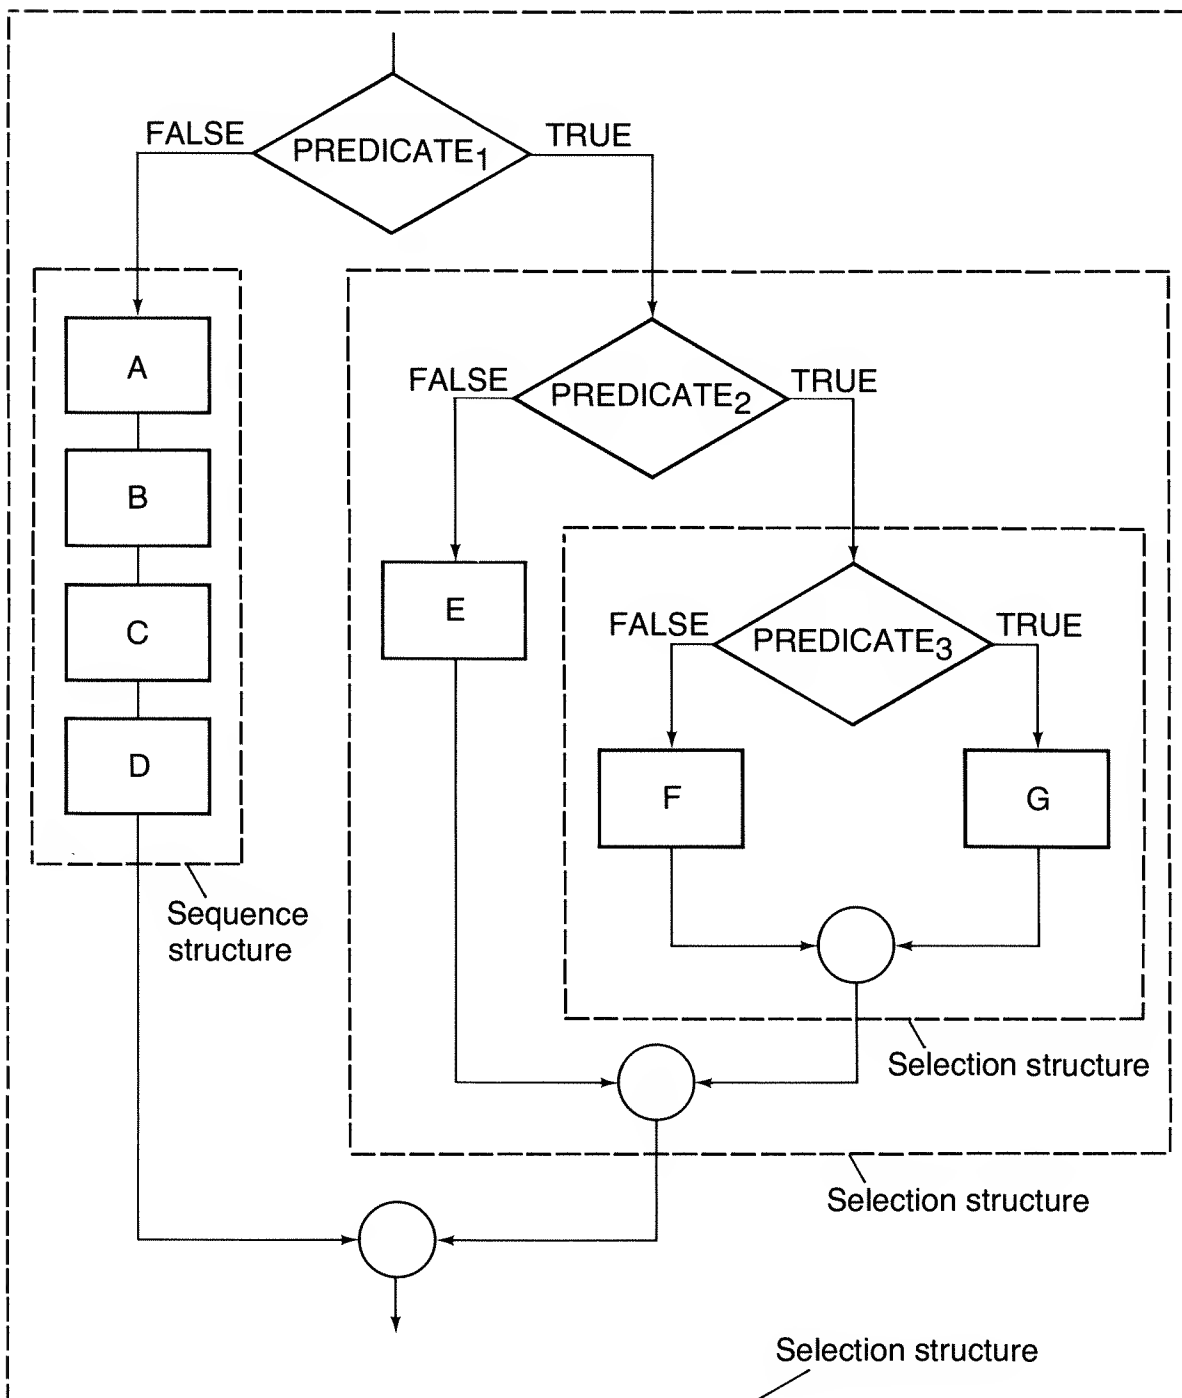 FALSE
PREDICATE1
TRUE
A
B
C
D
Sequence
structure
FALSE
PREDICATE2
TRUE
E
FALSE
PREDICATE3
TRUE
F
G
Selection structure
Selection structure
Selection structure